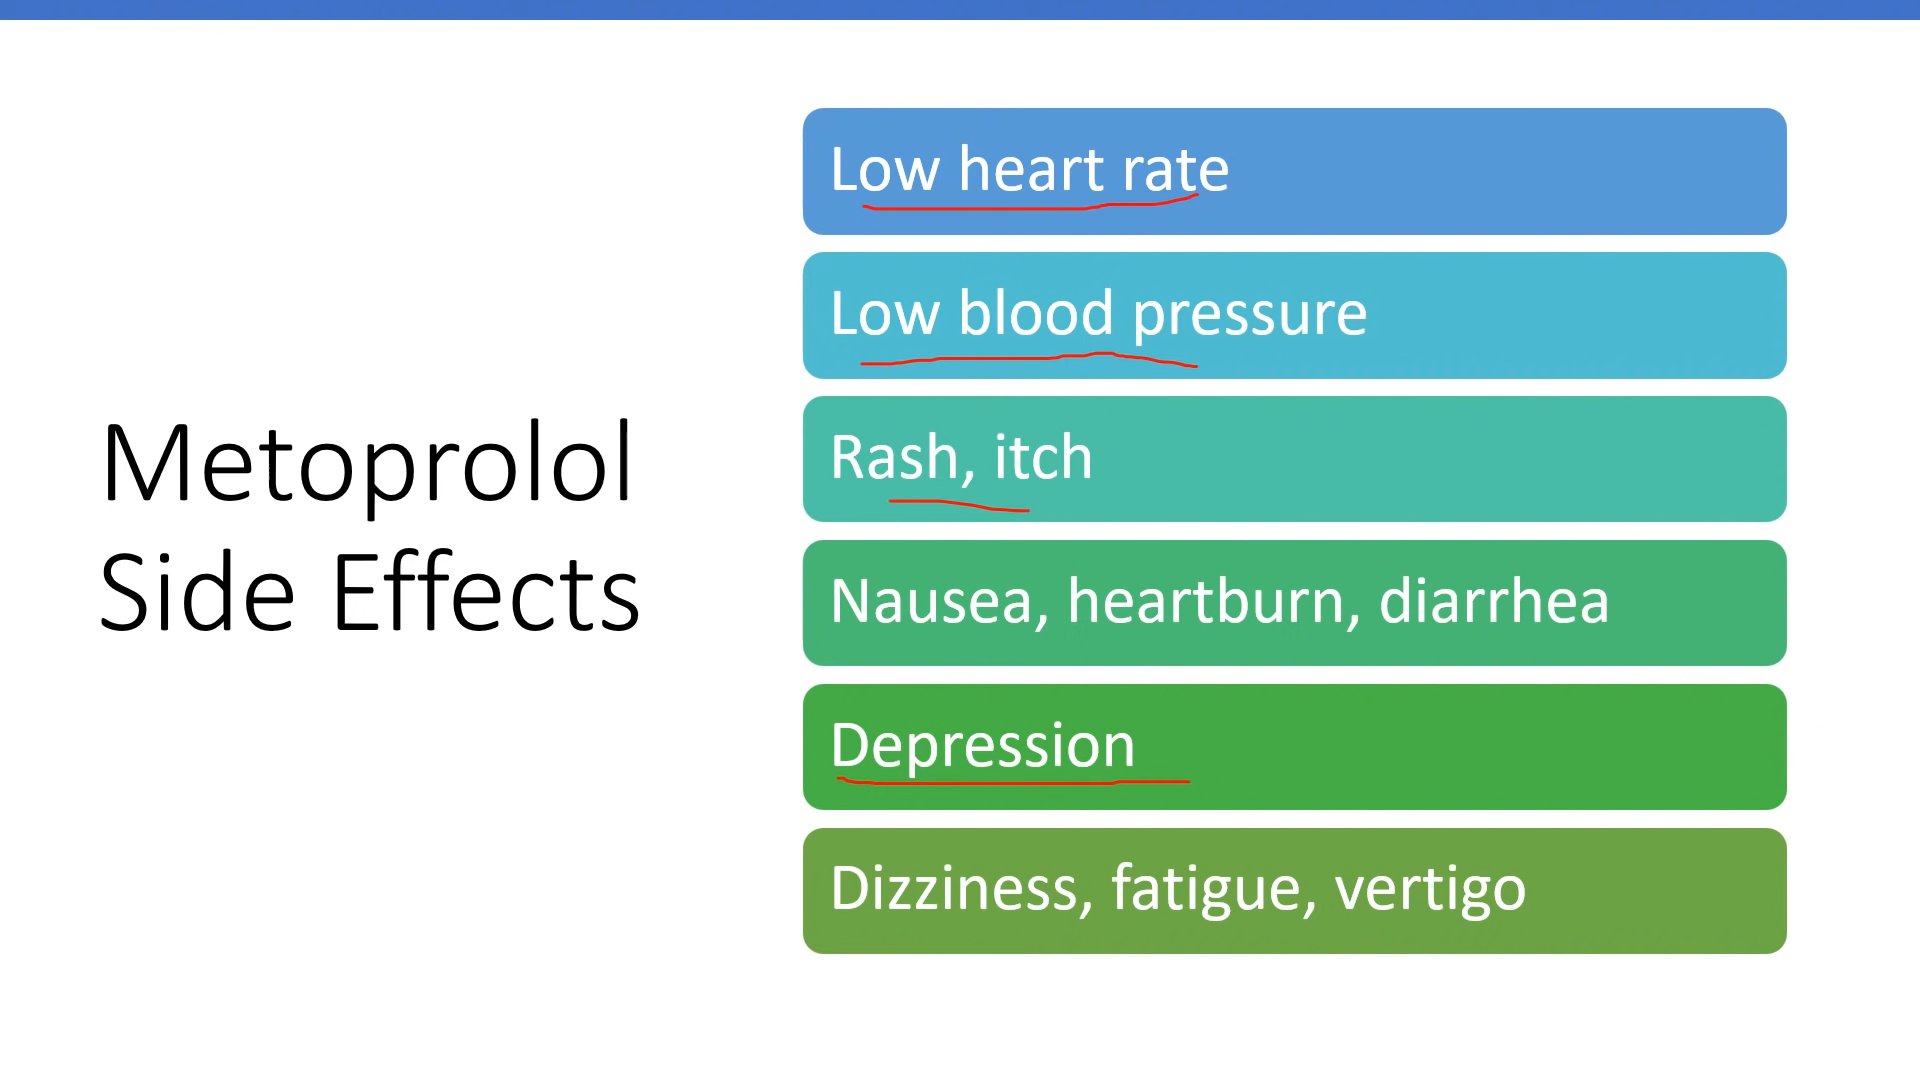 Metoprolol
Side Effects
Low heart rate
Low blood pressure
Rash, itch
Nausea, heartburn, diarrhea
Depression
Dizziness, fatigue, vertigo